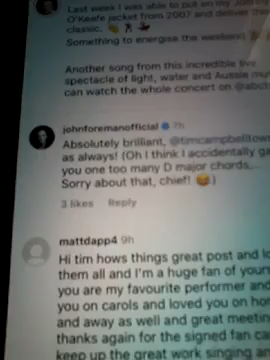 Last week I was able to put on my J
O'Keefe jacket from 2007 and deliver the
classic. 👏🕺
Something to energise the weekend
Another song from this incredible live
spectacle of light, water and Aussie mu
can watch the whole concert on @abc
johnforemanofficial 7h
Absolutely brilliant, @timcampbelltow
as always! (Oh I think I accidentally ga
you one too many D major chords,..
Sorry about that, chief! 😂)
3 likes Reply
mattdapp4 9h
Hi tim hows things great post and lo
them all and I'm a huge fan of your
you are my favourite performer and
you on carols and loved you on hom
and away as well and great meetin
thanks again for the signed fan ca
keep up the great work singing